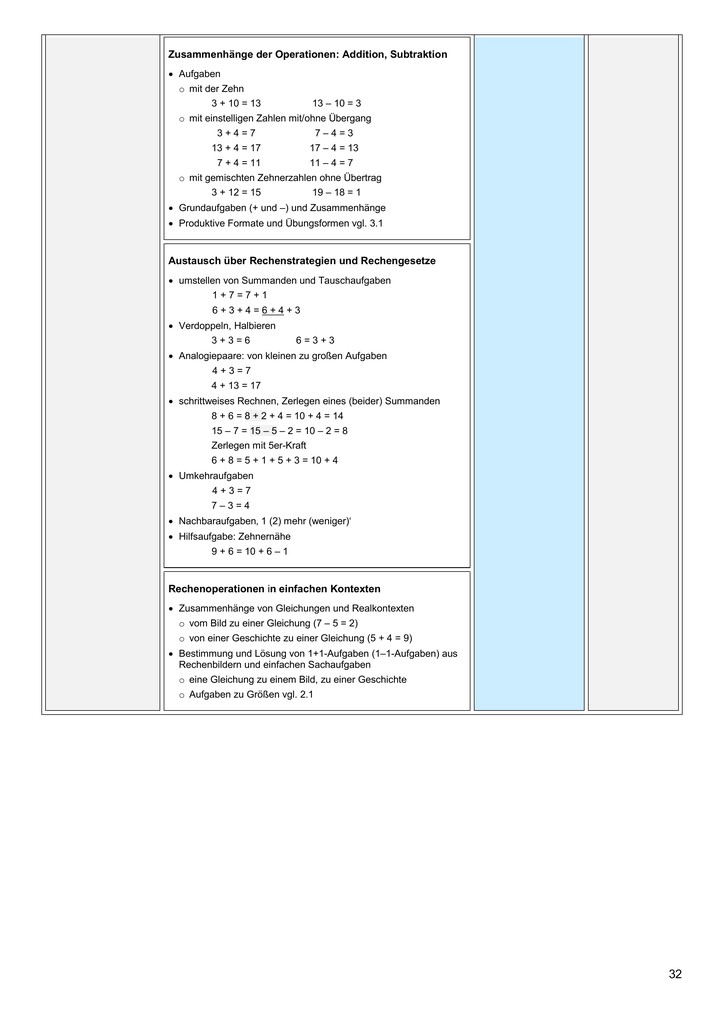 Zusammenhänge der Operationen: Addition, Subtraktion
• Aufgaben
o mit der Zehn
3 + 10 = 13 13 – 10 = 3
o mit einstelligen Zahlen mit/ohne Übergang
3 + 4 = 7 7 – 4 = 3
13 + 4 = 17 17 – 4 = 13
7 + 4 = 11 11 – 4 = 7
o mit gemischten Zehnerzahlen ohne Übertrag
3 + 12 = 15 19 – 18 = 1
• Grundaufgaben (+ und –) und Zusammenhänge
• Produktive Formate und Übungsformen vgl. 3.1
Austausch über Rechenstrategien und Rechengesetze
• umstellen von Summanden und Tauschaufgaben
1 + 7 = 7 + 1
6 + 3 + 4 = 6 + 4 + 3
• Verdoppeln, Halbieren
3 + 3 = 6 6 = 3 + 3
• Analogiepaare: von kleinen zu großen Aufgaben
4 + 3 = 7
4 + 13 = 17
• schrittweises Rechnen, Zerlegen eines (beider) Summanden
8 + 6 = 8 + 2 + 4 = 10 + 4 = 14
15 – 7 = 15 – 5 – 2 = 10 – 2 = 8
Zerlegen mit 5er-Kraft
6 + 8 = 5 + 1 + 5 + 3 = 10 + 4
• Umkehraufgaben
4 + 3 = 7
7 – 3 = 4
• Nachbaraufgaben, 1 (2) mehr (weniger)'
• Hilfsaufgabe: Zehnernähe
9 + 6 = 10 + 6 – 1
Rechenoperationen in einfachen Kontexten
• Zusammenhänge von Gleichungen und Realkontexten
o vom Bild zu einer Gleichung (7 – 5 = 2)
o von einer Geschichte zu einer Gleichung (5 + 4 = 9)
• Bestimmung und Lösung von 1+1-Aufgaben (1–1-Aufgaben) aus
Rechenbildern und einfachen Sachaufgaben
o eine Gleichung zu einem Bild, zu einer Geschichte
o Aufgaben zu Größen vgl. 2.1
32